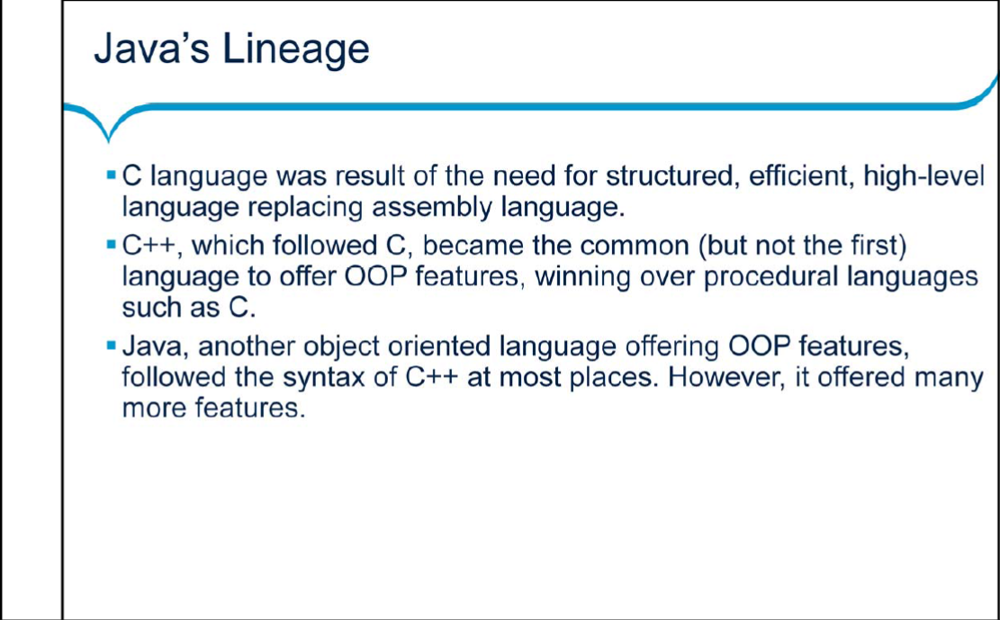 Java’s Lineage
▪ C language was result of the need for structured, efficient, high-level
language replacing assembly language.
▪ C++, which followed C, became the common (but not the first)
language to offer OOP features, winning over procedural languages
such as C.
▪ Java, another object oriented language offering OOP features,
followed the syntax of C++ at most places. However, it offered many
more features.